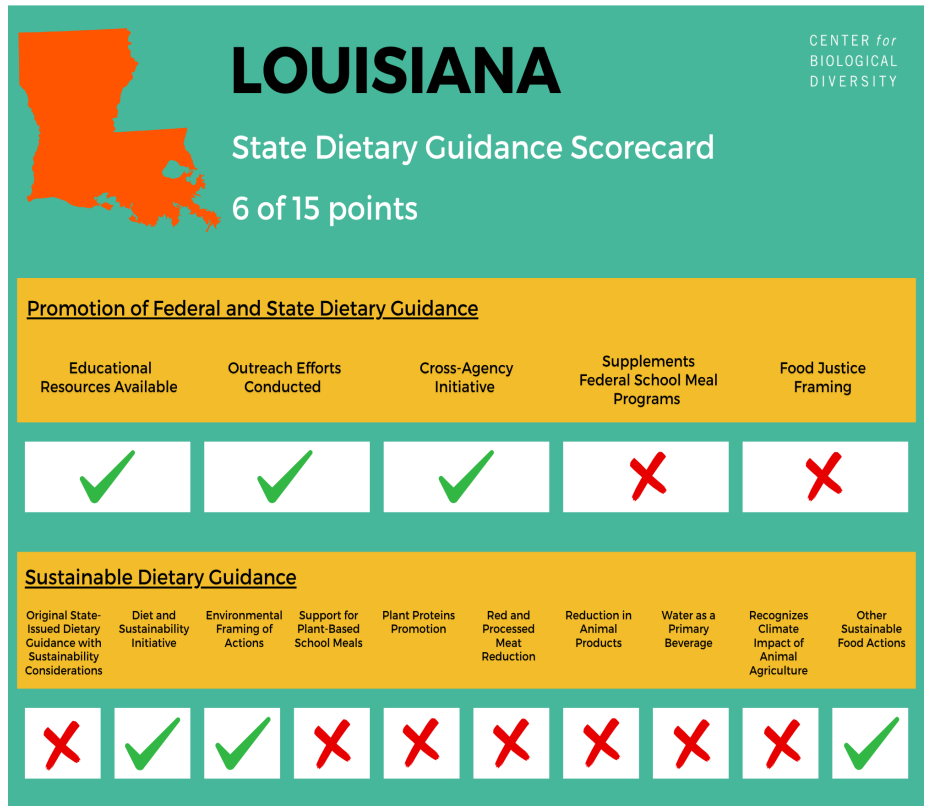 LOUISIANA
CENTER for
BIOLOGICAL
DIVERSITY
State Dietary Guidance Scorecard
6 of 15 points
Promotion of Federal and State Dietary Guidance
Educational
Resources Available
Outreach Efforts
Conducted
Cross-Agency
Initiative
Supplements
Federal School Meal
Programs
Food Justice
Framing
Sustainable Dietary Guidance
Original State-
Issued Dietary
Guidance with
Sustainability
Considerations
Diet and
Sustainability
Initiative
Environmental
Framing of
Actions
Support for
Plant-Based
School Meals
Plant Proteins
Promotion
Red and
Processed
Meat
Reduction
Reduction in
Animal
Products
Water as a
Primary
Beverage
Recognizes
Climate
Impact of
Animal
Agriculture
Other
Sustainable
Food Actions